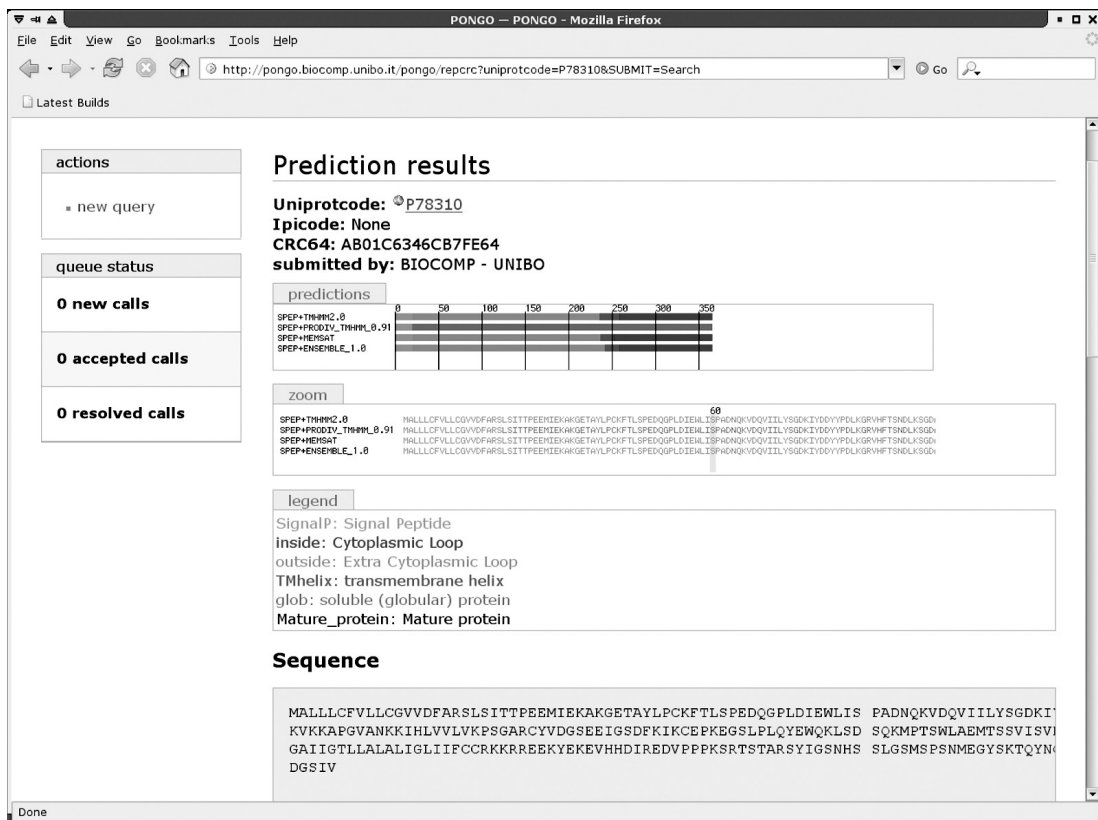 PONGO — PONGO - Mozilla Firefox
File Edit View Go Bookmarks Tools Help
http://pongo.biocomp.unibo.it/pongo/repcrc?uniprotcode=P78310&SUBMIT=Search
Go
Latest Builds
actions
new query
queue status
0 new calls
0 accepted calls
0 resolved calls
Prediction results
Uniprotcode: P78310
Ipicode: None
CRC64: AB01C6346CB7FE64
submitted by: BIOCOMP - UNIBO
predictions
0 50 100 150 200 250 300 350
SPEP+TMHMM2.0
SPEP+PRODIV_TMHMM_0.91
SPEP+MEMSAT
SPEP+ENSEMBLE_1.0
zoom
60
SPEP+TMHMM2.0 MALLLCFVLLCGVVDFARSLSITTPEEMIEKAKGETAYLPCKFTLSPEDQGPLDIEWLISPADNQKVDQVIILYSGDKIYDDYYPDLKGRVHFTSNDLKSGD
SPEP+PRODIV_TMHMM_0.91 MALLLCFVLLCGVVDFARSLSITTPEEMIEKAKGETAYLPCKFTLSPEDQGPLDIEWLISPADNQKVDQVIILYSGDKIYDDYYPDLKGRVHFTSNDLKSGD
SPEP+MEMSAT MALLLCFVLLCGVVDFARSLSITTPEEMIEKAKGETAYLPCKFTLSPEDQGPLDIEWLISPADNQKVDQVIILYSGDKIYDDYYPDLKGRVHFTSNDLKSGD
SPEP+ENSEMBLE_1.0 MALLLCFVLLCGVVDFARSLSITTPEEMIEKAKGETAYLPCKFTLSPEDQGPLDIEWLISPADNQKVDQVIILYSGDKIYDDYYPDLKGRVHFTSNDLKSGD
legend
SignalP: Signal Peptide
inside: Cytoplasmic Loop
outside: Extra Cytoplasmic Loop
TMhelix: transmembrane helix
glob: soluble (globular) protein
Mature_protein: Mature protein
Sequence
MALLLCFVLLCGVVDFARSLSITTPEEMIEKAKGETAYLPCKFTLSPEDQGPLDIEWLIS PADNQKVDQVIILYSGDKI
KVKKAPGVANKKIHLVVLVKPSGARCYVDGSEEIGSDFKIKCEPKEGSLPLQYEWQKLSD SQKMPTSWLAEMTSSVISV
GAIIGTLLALALIGLIIFCCRKKRREEKYEKEVHHDIREDVPPPKSRTSTARSYIGSNHS SLGSMSPSNMEGYSKTQYN
DGSIV
Done